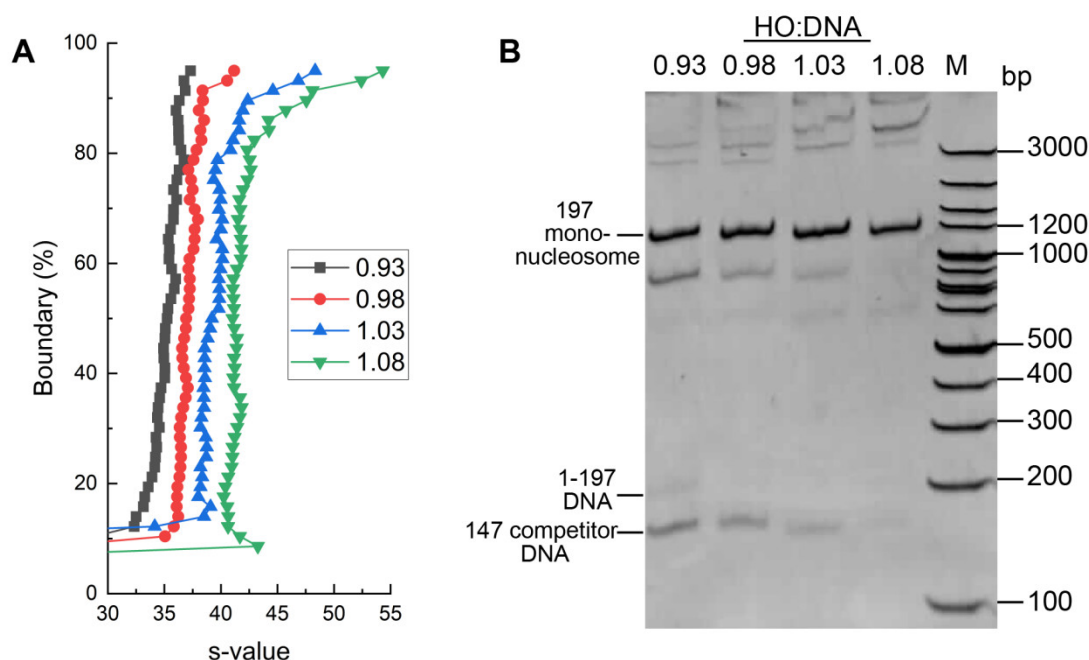 A
100
80
60
40
20
0
Boundary (%)
30 35 40 45 50 55
s-value
0.93
0.98
1.03
1.08
B
HO:DNA
0.93 0.98 1.03 1.08 M bp
197
mono-
nucleosome
1-197
DNA
147 competitor
DNA
3000
1200
1000
500
400
300
200
100